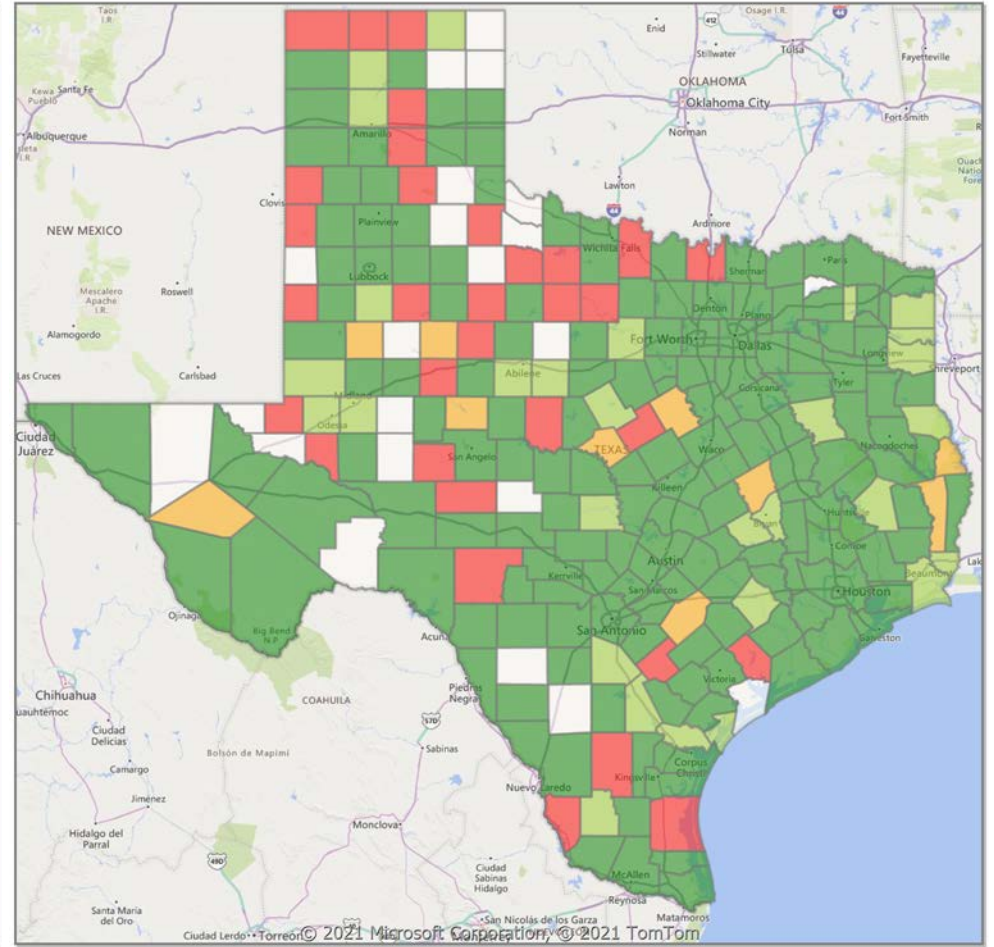 Taos
I.R
Osage I.R.
44
412
Enid
Stillwater
Tulsa
Fayetteville
Kewa
Pueblo
Santa Fe
OKLAHOMA
Oklahoma City
Fort Smith
Albuquerque
I.R
Norman
Amarillo
Lawton
Clovis
44
Ardmore
NEW MEXICO
Plainview
Wichita Falls
Paris
Sherman
Mescalero
Apache
I.R.
Roswell
Lubbock
Denton
Plano
Alamogordo
Fort Worth
Dallas
Longview
Las Cruces
Carlsbad
Abilene
Shreveport
Tyler
Corsicana
Midland
Odessa
Ciudad
Juárez
TEXAS
Waco
Nacogdoches
San Angelo
Killeen
Bryan
Huntsville
Conroe
Austin
Beaumont
Kerrville
San Marcos
Houston
Ojinaga
Big Bend
N.P.
Acuña
San Antonio
Galveston
Chihuahua
COAHUILA
Piedras
Negras
Victoria
uauhtémoc
57D
Ciudad
Delicias
Bolsón de Mapimí
Sabinas
Corpus
Christi
Camargo
Nuevo Laredo
Kingsville
Jiménez
Hidalgo del
Parral
Monclova
49D
Ciudad
Sabinas
Hidalgo
McAllen
Reynosa
Santa María
del Oro
San Nicolás de los Garza
Matamoros
Ciudad Lerdo
Torreón
Monterrey
© 2021 Microsoft Corporation, © 2021 TomTom